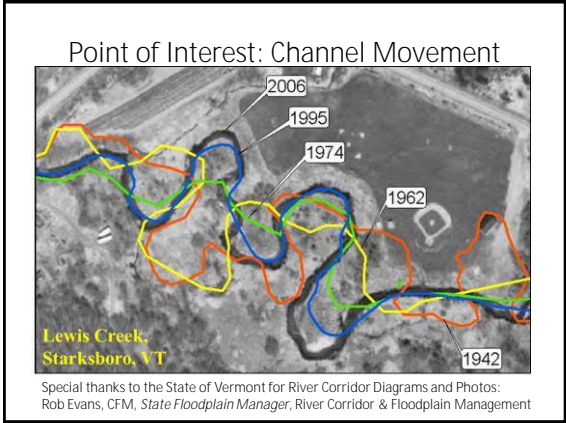 Point of Interest: Channel Movement
2006
1995
1974
1962
Lewis Creek,
Starksboro, VT
1942
Special thanks to the State of Vermont for River Corridor Diagrams and Photos:
Rob Evans, CFM, State Floodplain Manager, River Corridor & Floodplain Management